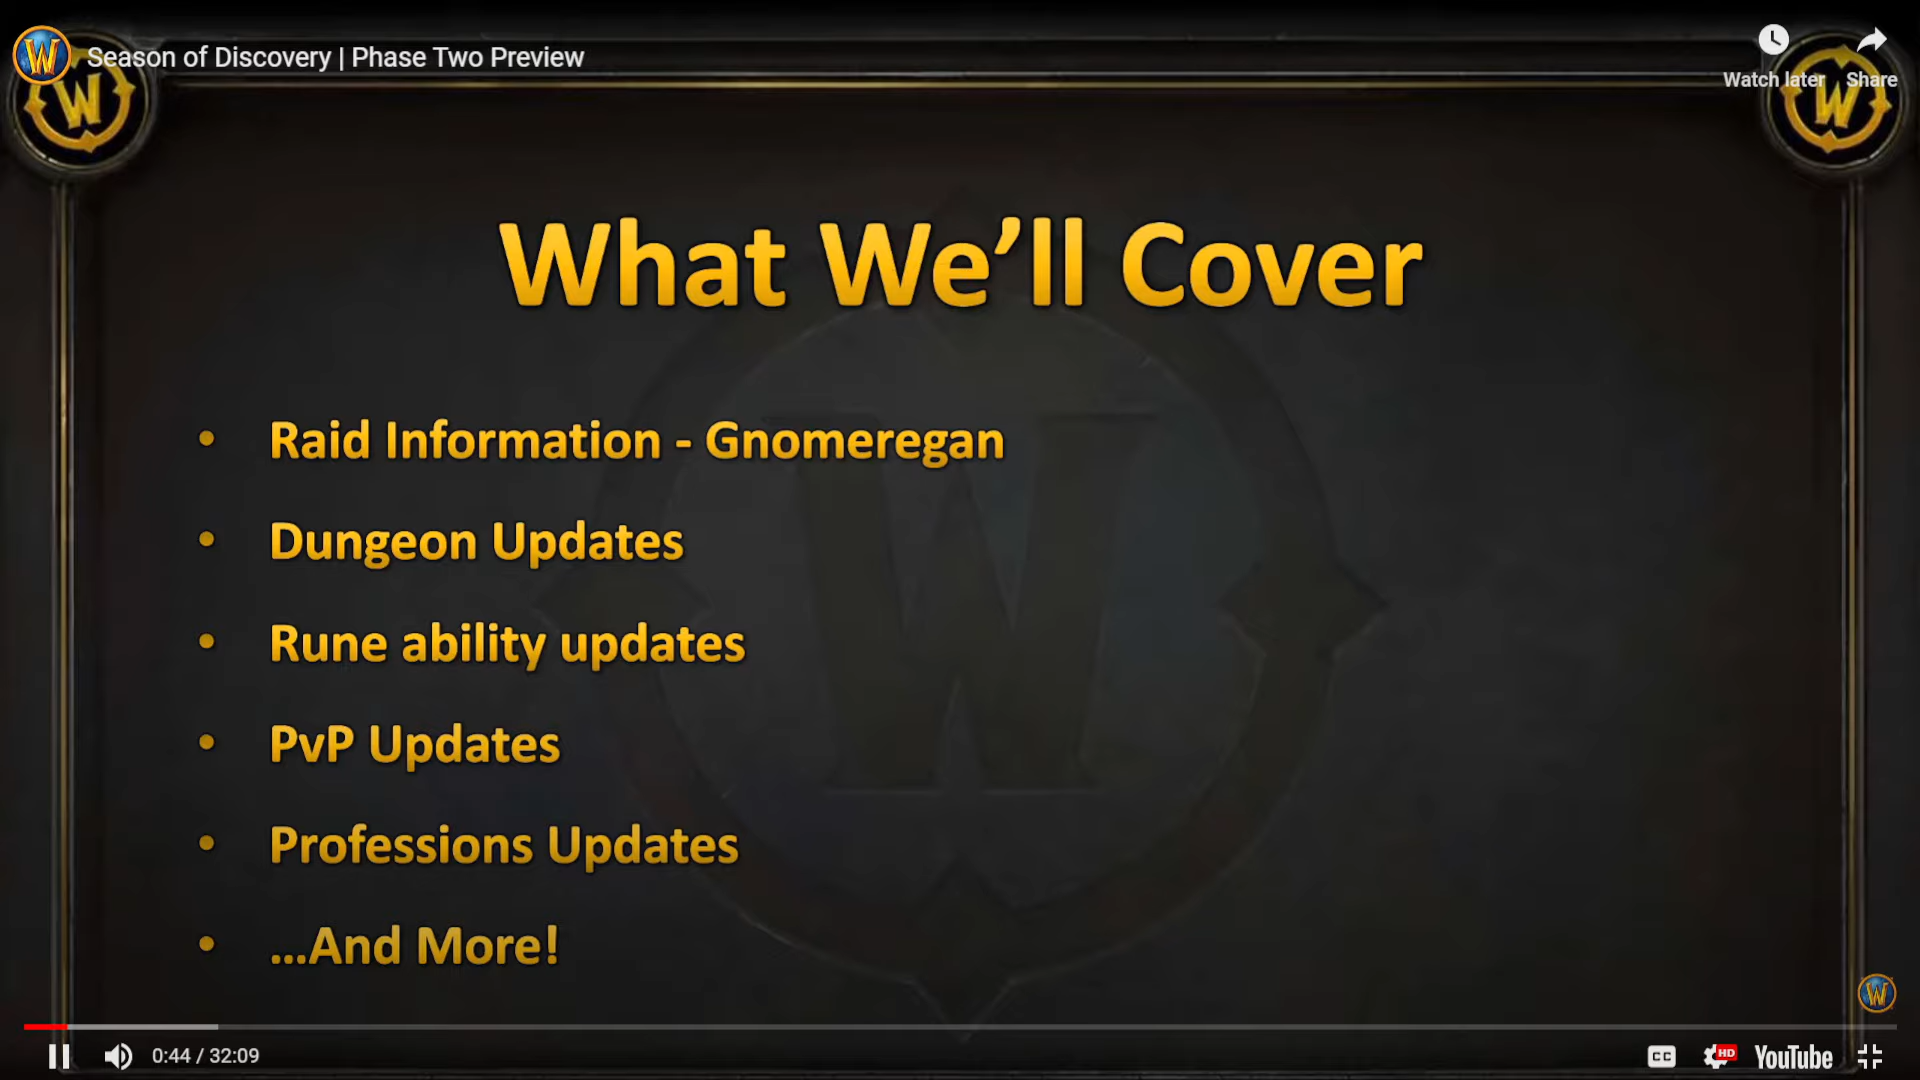 Season of Discovery | Phase Two Preview
Watch later
Share
What We’ll Cover
• Raid Information - Gnomeregan
• Dungeon Updates
• Rune ability updates
• PvP Updates
• Professions Updates
• ...And More!
0:44 / 32:09
CC
HD
YouTube